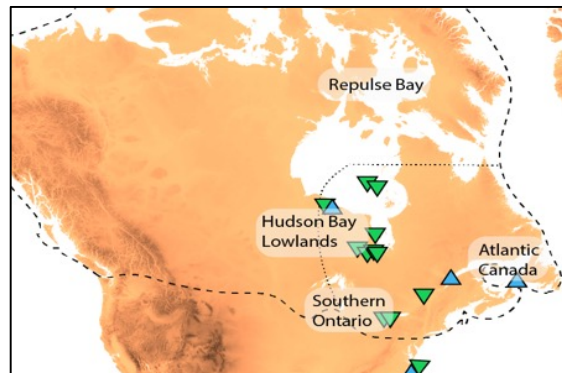 Repulse Bay
Hudson Bay
Lowlands
Atlantic
Canada
Southern
Ontario